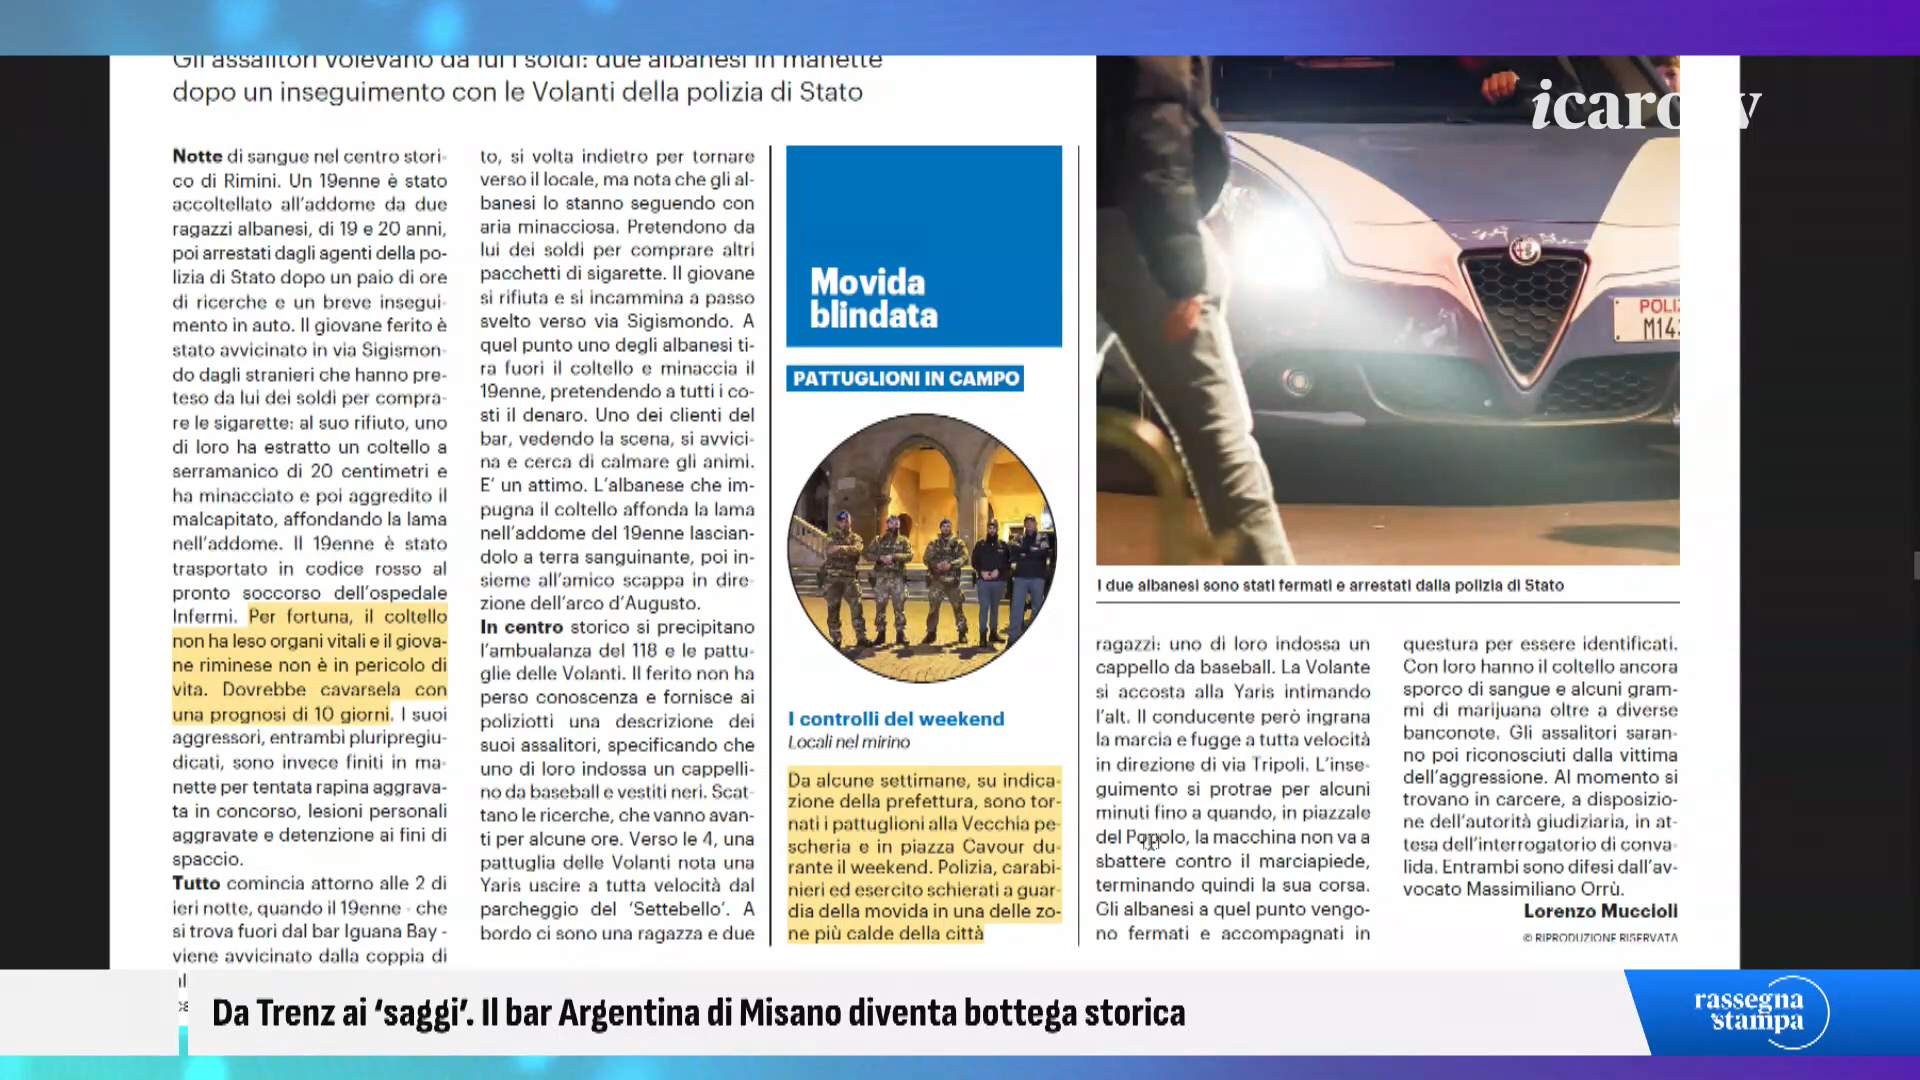 Gli assalitori volevano da lui i soldi: due albanesi in manette
dopo un inseguimento con le Volanti della polizia di Stato
Notte di sangue nel centro stori-
co di Rimini. Un 19enne è stato
accoltellato all'addome da due
ragazzi albanesi, di 19 e 20 anni,
poi arrestati dagli agenti della po-
lizia di Stato dopo un paio di ore
di ricerche e un breve insegui-
mento in auto. Il giovane ferito è
stato avvicinato in via Sigismon-
do dagli stranieri che hanno pre-
teso da lui dei soldi per compra-
re le sigarette: al suo rifiuto, uno
di loro ha estratto un coltello a
serramanico di 20 centimetri e
ha minacciato e poi aggredito il
malcapitato, affondando la lama
nell'addome. Il 19enne è stato
trasportato in codice rosso al
pronto soccorso dell'ospedale
Infermi. Per fortuna, il coltello
non ha leso organi vitali e il giova-
ne riminese non è in pericolo di
vita. Dovrebbe cavarsela con
una prognosi di 10 giorni. I suoi
aggressori, entrambi pluripregiu-
dicati, sono invece finiti in ma-
nette per tentata rapina aggrava-
ta in concorso, lesioni personali
aggravate e detenzione ai fini di
spaccio.
Tutto comincia attorno alle 2 di
ieri notte, quando il 19enne - che
si trova fuori dal bar Iguana Bay -
viene avvicinato dalla coppia di
al
to, si volta indietro per tornare
verso il locale, ma nota che gli al-
banesi lo stanno seguendo con
aria minacciosa. Pretendono da
lui dei soldi per comprare altri
pacchetti di sigarette. Il giovane
si rifiuta e si incammina a passo
svelto verso via Sigismondo. A
quel punto uno degli albanesi ti-
ra fuori il coltello e minaccia il
19enne, pretendendo a tutti i co-
sti il denaro. Uno dei clienti del
bar, vedendo la scena, si avvici-
na e cerca di calmare gli animi.
E' un attimo. L'albanese che im-
pugna il coltello affonda la lama
nell'addome del 19enne lascian-
dolo a terra sanguinante, poi in-
sieme all'amico scappa in dire-
zione dell'arco d'Augusto.
In centro storico si precipitano
l'ambualanza del 118 e le pattu-
glie delle Volanti. Il ferito non ha
perso conoscenza e fornisce ai
poliziotti una descrizione dei
suoi assalitori, specificando che
uno di loro indossa un cappelli-
no da baseball e vestiti neri. Scat-
tano le ricerche, che vanno avan-
ti per alcune ore. Verso le 4, una
pattuglia delle Volanti nota una
Yaris uscire a tutta velocità dal
parcheggio del 'Settebello'. A
bordo ci sono una ragazza e due
Movida
blindata
PATTUGLIONI IN CAMPO
I controlli del weekend
Locali nel mirino
Da alcune settimane, su indica-
zione della prefettura, sono tor-
nati i pattuglioni alla Vecchia pe-
scheria e in piazza Cavour du-
rante il weekend. Polizia, carabi-
nieri ed esercito schierati a guar-
dia della movida in una delle zo-
ne più calde della città
icaro
POLI
M14
I due albanesi sono stati fermati e arrestati dalla polizia di Stato
ragazzi: uno di loro indossa un
cappello da baseball. La Volante
si accosta alla Yaris intimando
l'alt. Il conducente però ingrana
la marcia e fugge a tutta velocità
in direzione di via Tripoli. L'inse-
guimento si protrae per alcuni
minuti fino a quando, in piazzale
del Popolo, la macchina non va a
sbattere contro il marciapiede,
terminando quindi la sua corsa.
Gli albanesi a quel punto vengo-
no fermati e accompagnati in
questura per essere identificati.
Con loro hanno il coltello ancora
sporco di sangue e alcuni gram-
mi di marijuana oltre a diverse
banconote. Gli assalitori saran-
no poi riconosciuti dalla vittima
dell'aggressione. Al momento si
trovano in carcere, a disposizio-
ne dell'autorità giudiziaria, in at-
tesa dell'interrogatorio di conva-
lida. Entrambi sono difesi dall'av-
vocato Massimiliano Orrù.
Lorenzo Muccioli
© RIPRODUZIONE RISERVATA
Da Trenz ai 'saggi'. Il bar Argentina di Misano diventa bottega storica
rassegna
stampa